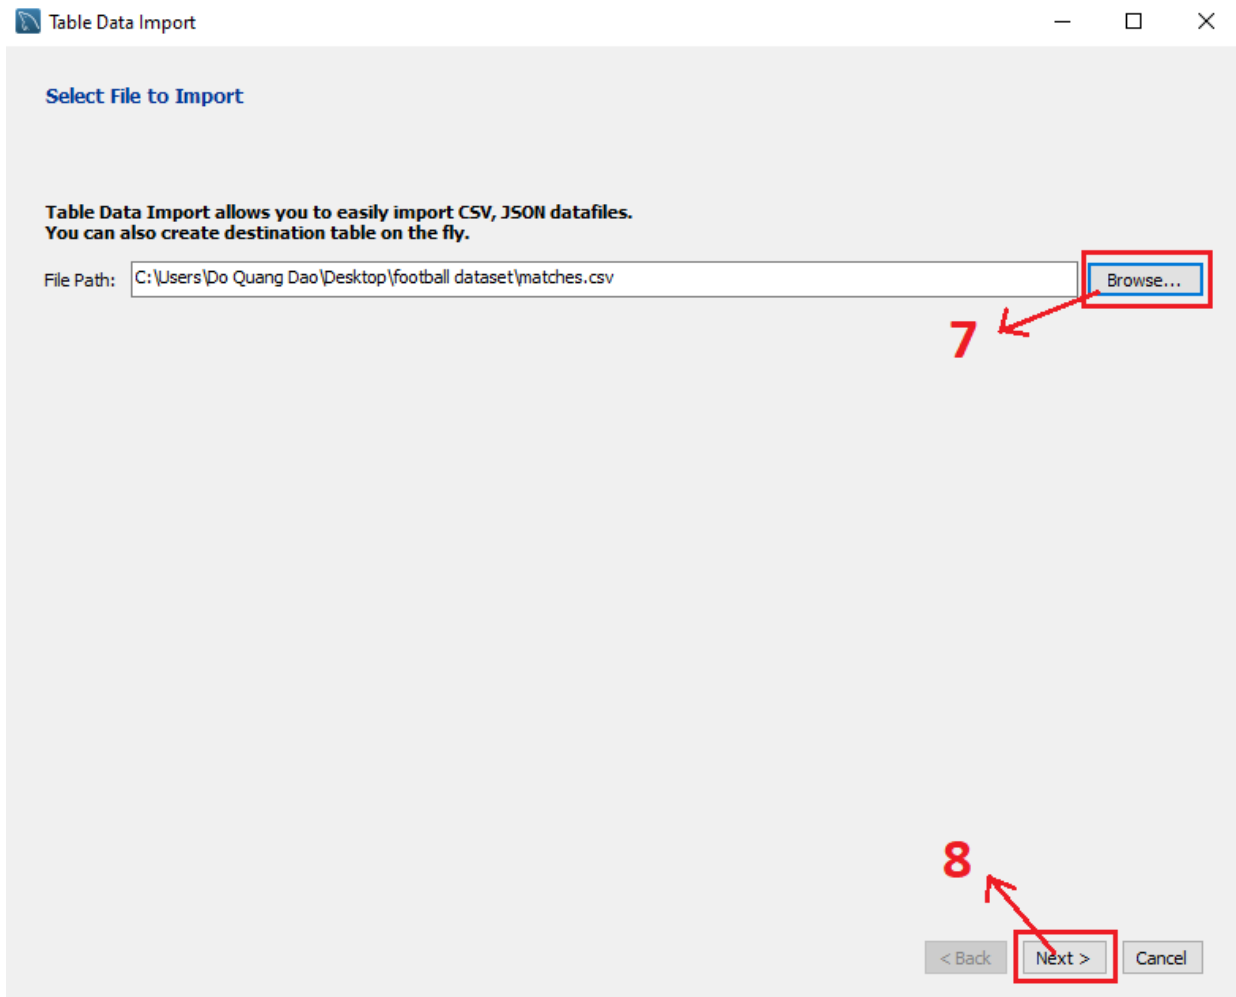 Table Data Import
Select File to Import
Table Data Import allows you to easily import CSV, JSON datafiles.
You can also create destination table on the fly.
File Path: C:\Users\Do Quang Dao\Desktop\football dataset\matches.csv Browse...
7
8
< Back Next > Cancel